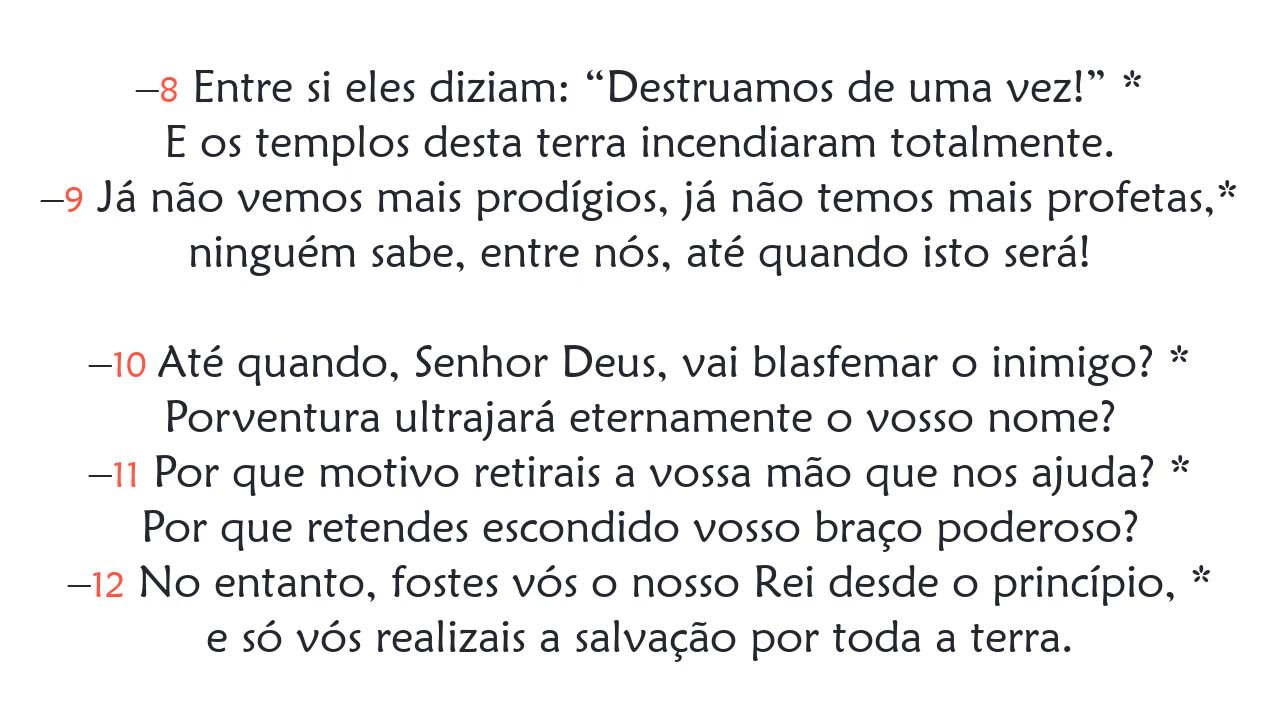 –8 Entre si eles diziam: “Destruamos de uma vez!” *
E os templos desta terra incendiaram totalmente.
–9 Já não vemos mais prodígios, já não temos mais profetas,*
ninguém sabe, entre nós, até quando isto será!
–10 Até quando, Senhor Deus, vai blasfemar o inimigo? *
Porventura ultrajará eternamente o vosso nome?
–11 Por que motivo retirais a vossa mão que nos ajuda? *
Por que retendes escondido vosso braço poderoso?
–12 No entanto, fostes vós o nosso Rei desde o princípio, *
e só vós realizais a salvação por toda a terra.